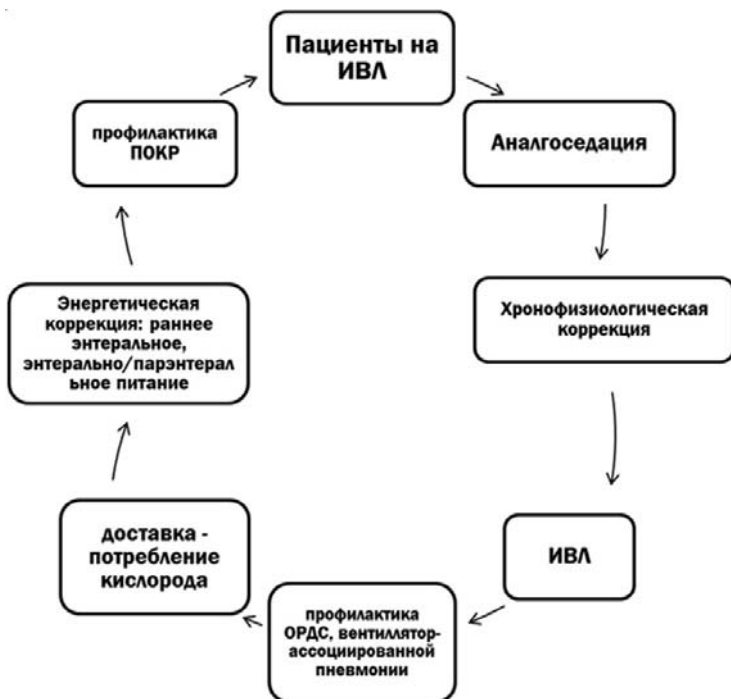 Пациенты на
ИВЛ
Аналгоседация
Хронофизиологическая
коррекция
ИВЛ
профилактика
ОРДС, вентиллятор-
ассоциированной
пневмонии
доставка -
потребление
кислорода
Энергетическая
коррекция: раннее
энтеральное,
энтерально/парэнтерал
ьное питание
профилактика
ПОКР